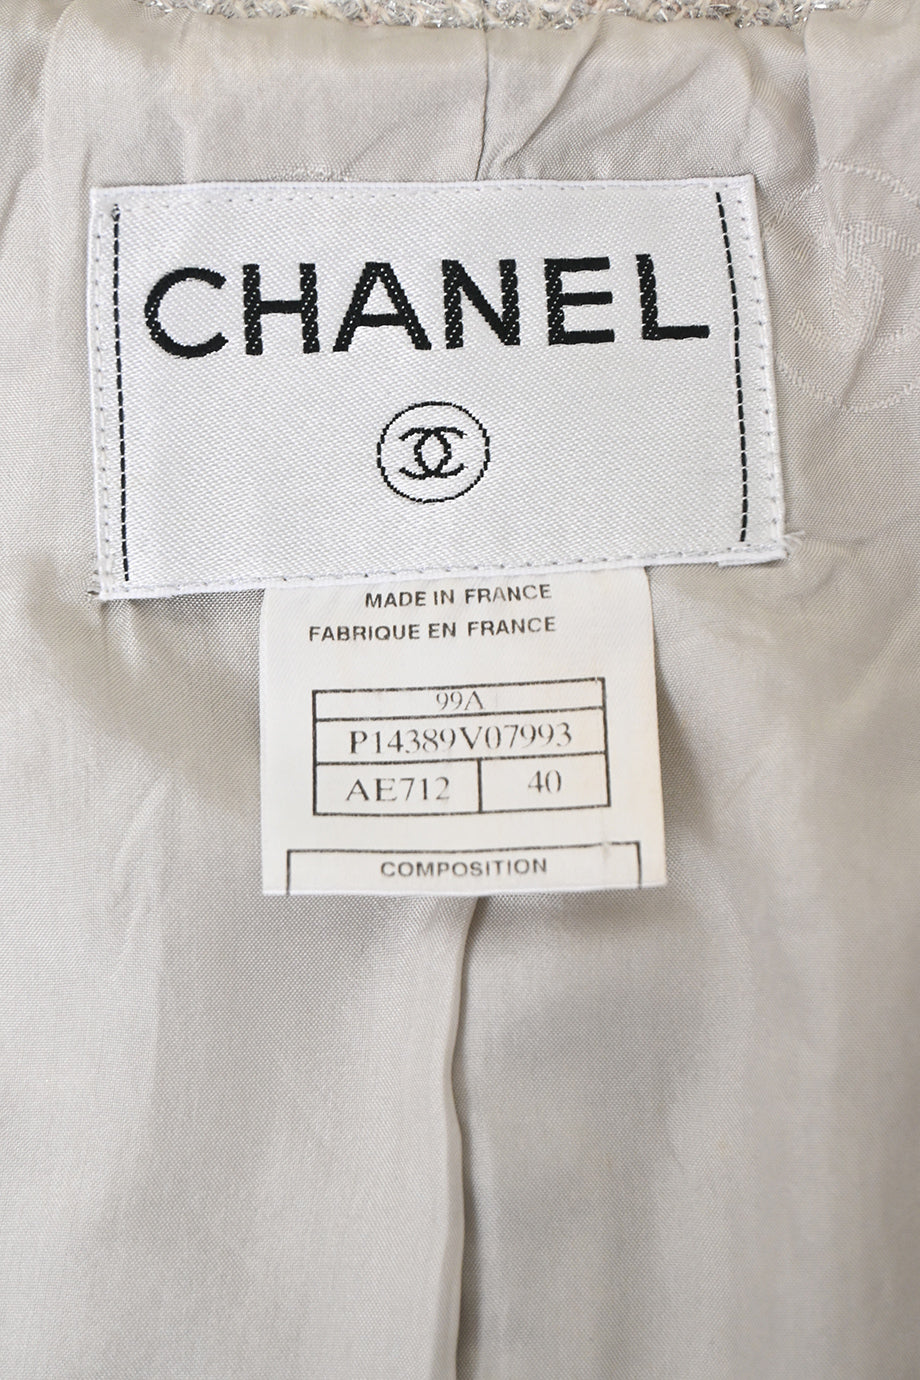 CHANEL
MADE IN FRANCE
FABRIQUE EN FRANCE
99A
P14389V07993
AE712 40
COMPOSITION